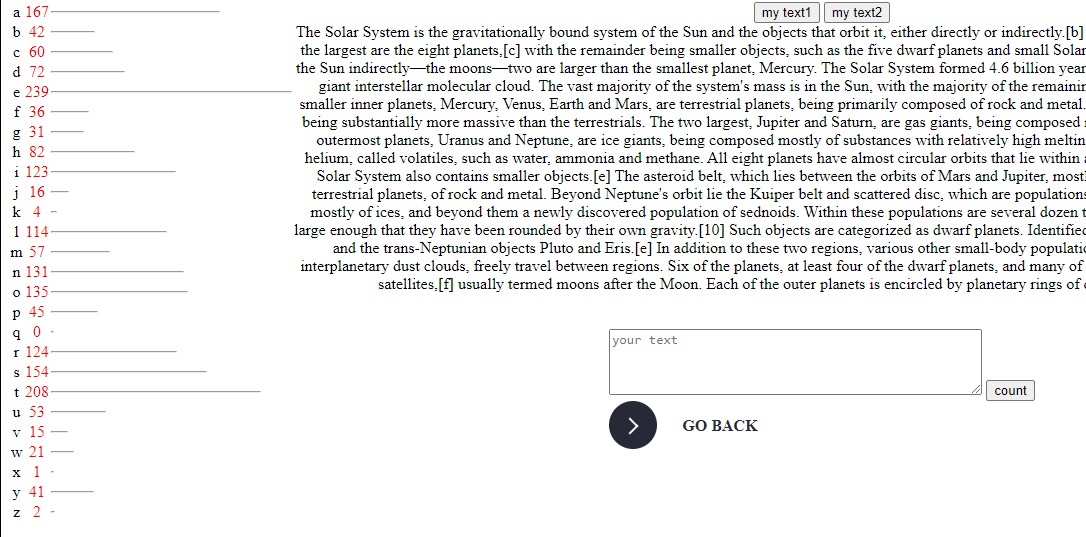 a 167
b 42
c 60
d 72
e 239
f 36
g 31
h 82
i 123
j 16
k 4
l 114
m 57
n 131
o 135
p 45
q 0
r 124
s 154
t 208
u 53
v 15
w 21
x 1
y 41
z 2
my text1 my text2
The Solar System is the gravitationally bound system of the Sun and the objects that orbit it, either directly or indirectly.[b]
the largest are the eight planets,[c] with the remainder being smaller objects, such as the five dwarf planets and small Solar
the Sun indirectly—the moons—two are larger than the smallest planet, Mercury. The Solar System formed 4.6 billion year
giant interstellar molecular cloud. The vast majority of the system's mass is in the Sun, with the majority of the remainin
smaller inner planets, Mercury, Venus, Earth and Mars, are terrestrial planets, being primarily composed of rock and metal.
being substantially more massive than the terrestrials. The two largest, Jupiter and Saturn, are gas giants, being composed
outermost planets, Uranus and Neptune, are ice giants, being composed mostly of substances with relatively high meltin
helium, called volatiles, such as water, ammonia and methane. All eight planets have almost circular orbits that lie within
Solar System also contains smaller objects.[e] The asteroid belt, which lies between the orbits of Mars and Jupiter, most
terrestrial planets, of rock and metal. Beyond Neptune's orbit lie the Kuiper belt and scattered disc, which are populations
mostly of ices, and beyond them a newly discovered population of sednoids. Within these populations are several dozen t
large enough that they have been rounded by their own gravity.[10] Such objects are categorized as dwarf planets. Identified
and the trans-Neptunian objects Pluto and Eris.[e] In addition to these two regions, various other small-body populatio
interplanetary dust clouds, freely travel between regions. Six of the planets, at least four of the dwarf planets, and many of
satellites,[f] usually termed moons after the Moon. Each of the outer planets is encircled by planetary rings of
your text
count
GO BACK